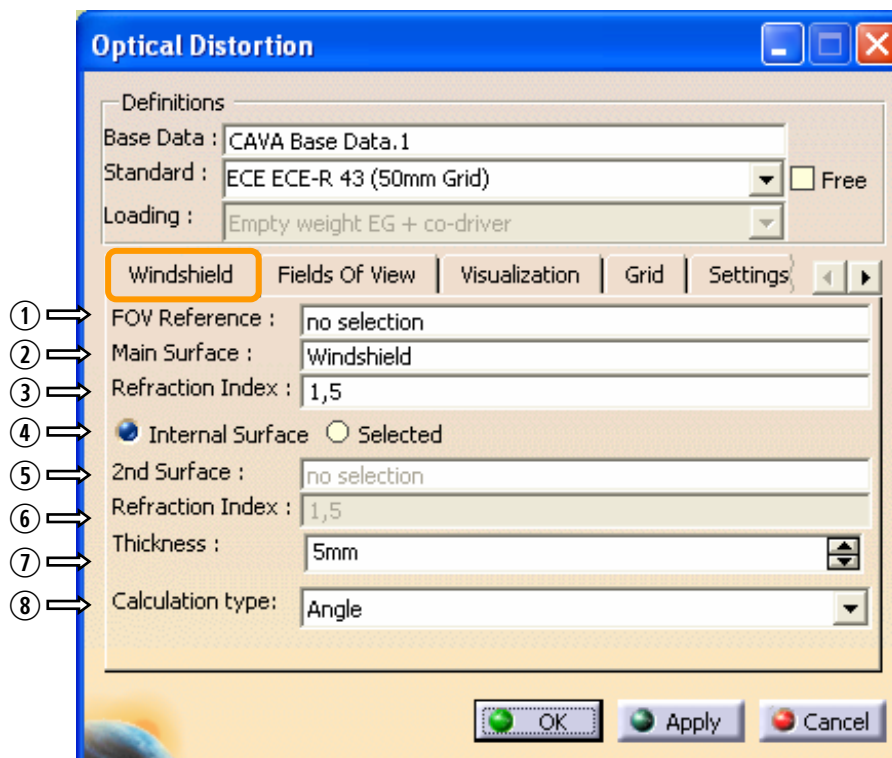 Optical Distortion
Definitions
Base Data : CAVA Base Data.1
Standard : ECE ECE-R 43 (50mm Grid) Free
Loading : Empty weight EG + co-driver
Windshield Fields Of View Visualization Grid Settings
① FOV Reference : no selection
② Main Surface : Windshield
③ Refraction Index : 1,5
④ Internal Surface Selected
⑤ 2nd Surface : no selection
⑥ Refraction Index : 1,5
⑦ Thickness : 5mm
⑧ Calculation type: Angle
OK Apply Cancel